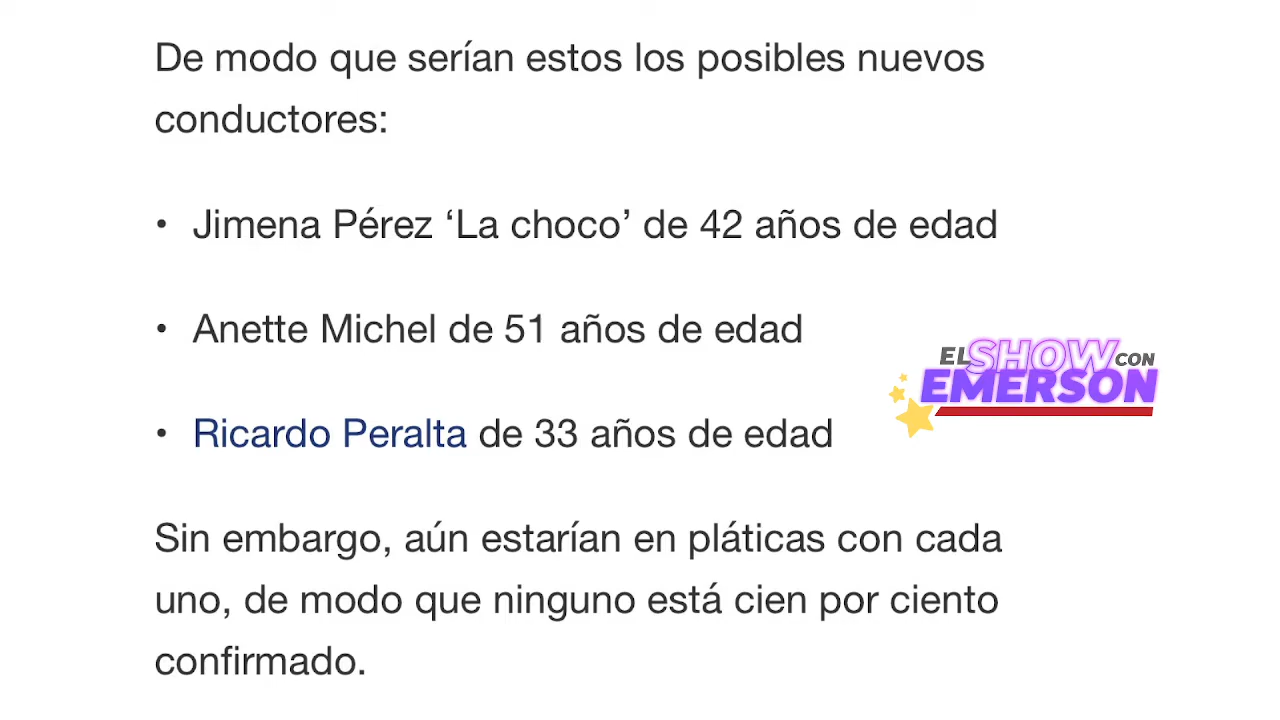 De modo que serían estos los posibles nuevos
conductores:
• Jimena Pérez ‘La choco’ de 42 años de edad
• Anette Michel de 51 años de edad
EL SHOW CON
EMERSON
• Ricardo Peralta de 33 años de edad
Sin embargo, aún estarían en pláticas con cada
uno, de modo que ninguno está cien por ciento
confirmado.